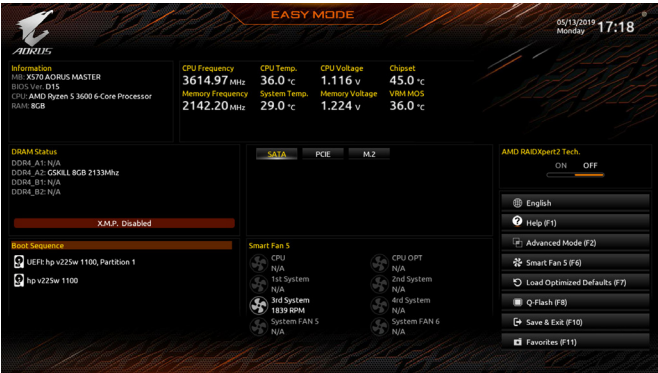 EASY MODE
05/13/2019 17:18
Monday
AORUS
Information
MB: X570 AORUS MASTER
BIOS Ver. D15
CPU: AMD Ryzen 5 3600 6-Core Processor
RAM: 8GB
CPU Frequency CPU Temp. CPU Voltage Chipset
3614.97 MHz 36.0 °C 1.116 V 45.0 °C
Memory Frequency System Temp. Memory Voltage VRM MOS
2142.20 MHz 29.0 °C 1.224 V 36.0 °C
DRAM Status
DDR4_A1: N/A
DDR4_A2: GSKILL 8GB 2133Mhz
DDR4_B1: N/A
DDR4_B2: N/A
X.M.P. Disabled
SATA PCIE M.2
AMD RAIDXpert2 Tech.
ON OFF
Boot Sequence
UEFI: hp v225w 1100, Partition 1
hp v225w 1100
Smart Fan 5
CPU
N/A
CPU OPT
N/A
1st System
N/A
2nd System
N/A
3rd System
1839 RPM
4rd System
N/A
System FAN 5
N/A
System FAN 6
N/A
English
Help (F1)
Advanced Mode (F2)
Smart Fan 5 (F6)
Load Optimized Defaults (F7)
Q-Flash (F8)
Save & Exit (F10)
Favorites (F11)